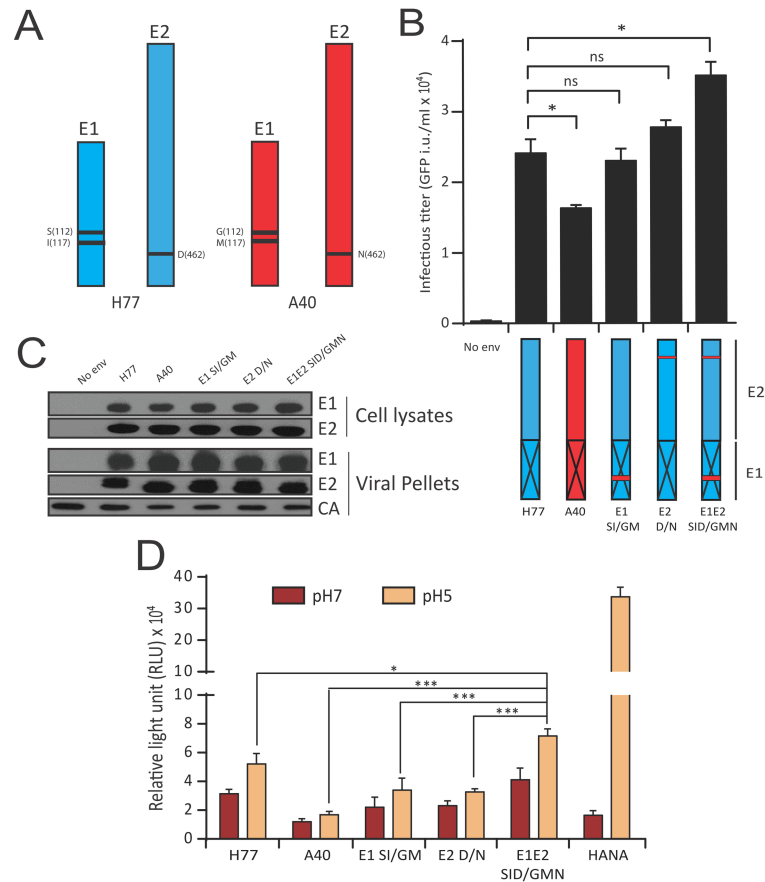 A
E2
E1
S(112)
I(117)
D(462)
H77
E2
E1
G(112)
M(117)
N(462)
A40
B
Infectious titer (GFP i.u./ml x 10⁴)
4
3
2
1
0
*
ns
ns
*
No env
E2
E1
H77
A40
E1
SI/GM
E2
D/N
E1E2
SID/GMN
C
No env
H77
A40
E1 SI/GM
E2 D/N
E1E2 SID/GMN
E1
E2
Cell lysates
E1
E2
CA
Viral Pellets
D
Relative light unit (RLU) x 10⁴
40
30
20
10
10
8
6
4
2
0
pH7
pH5
*
***
***
***
H77
A40
E1 SI/GM
E2 D/N
E1E2
SID/GMN
HANA